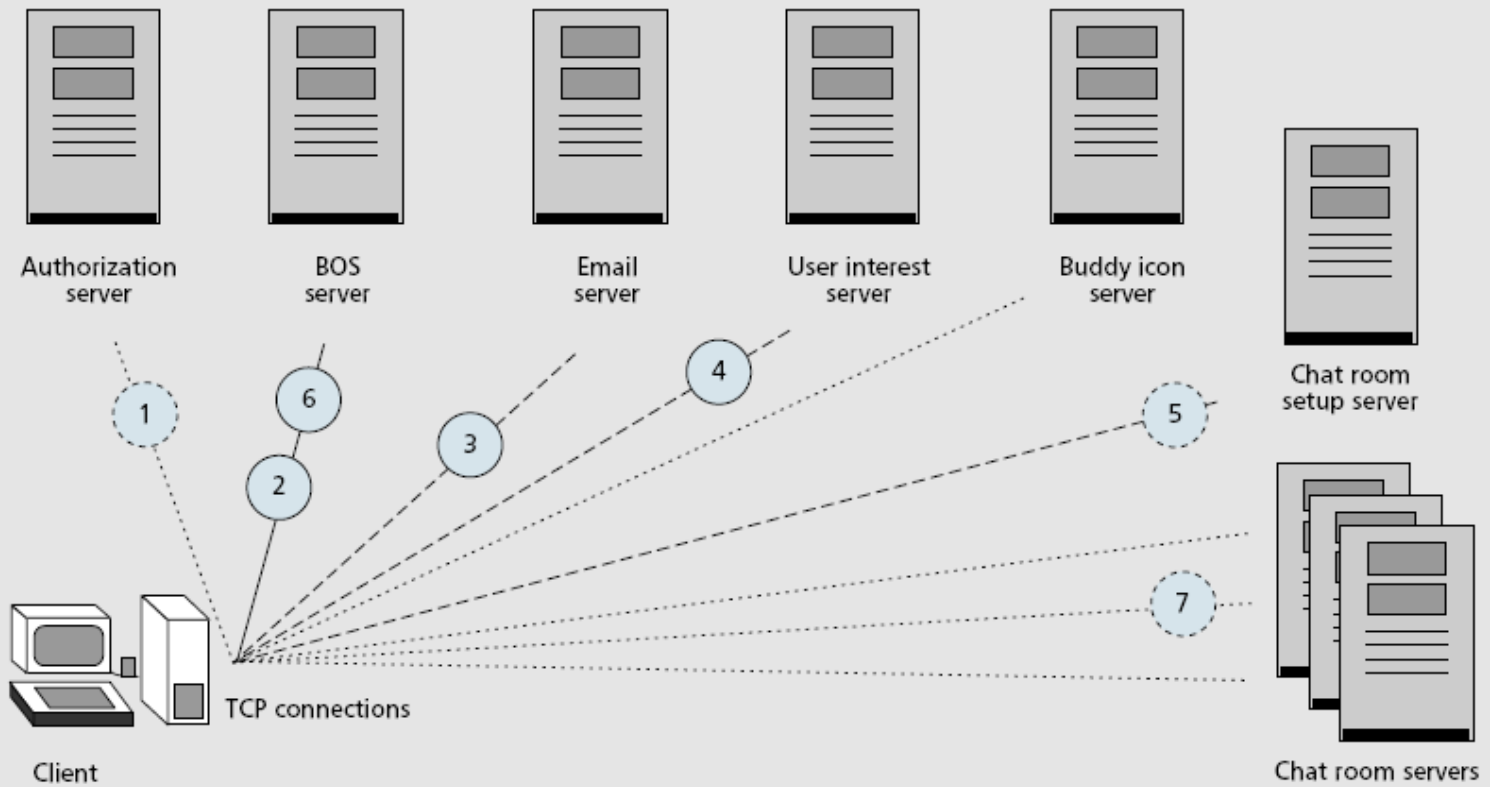 Authorization
server
BOS
server
Email
server
User interest
server
Buddy icon
server
Chat room
setup server
1
6
2
3
4
5
7
TCP connections
Client
Chat room servers